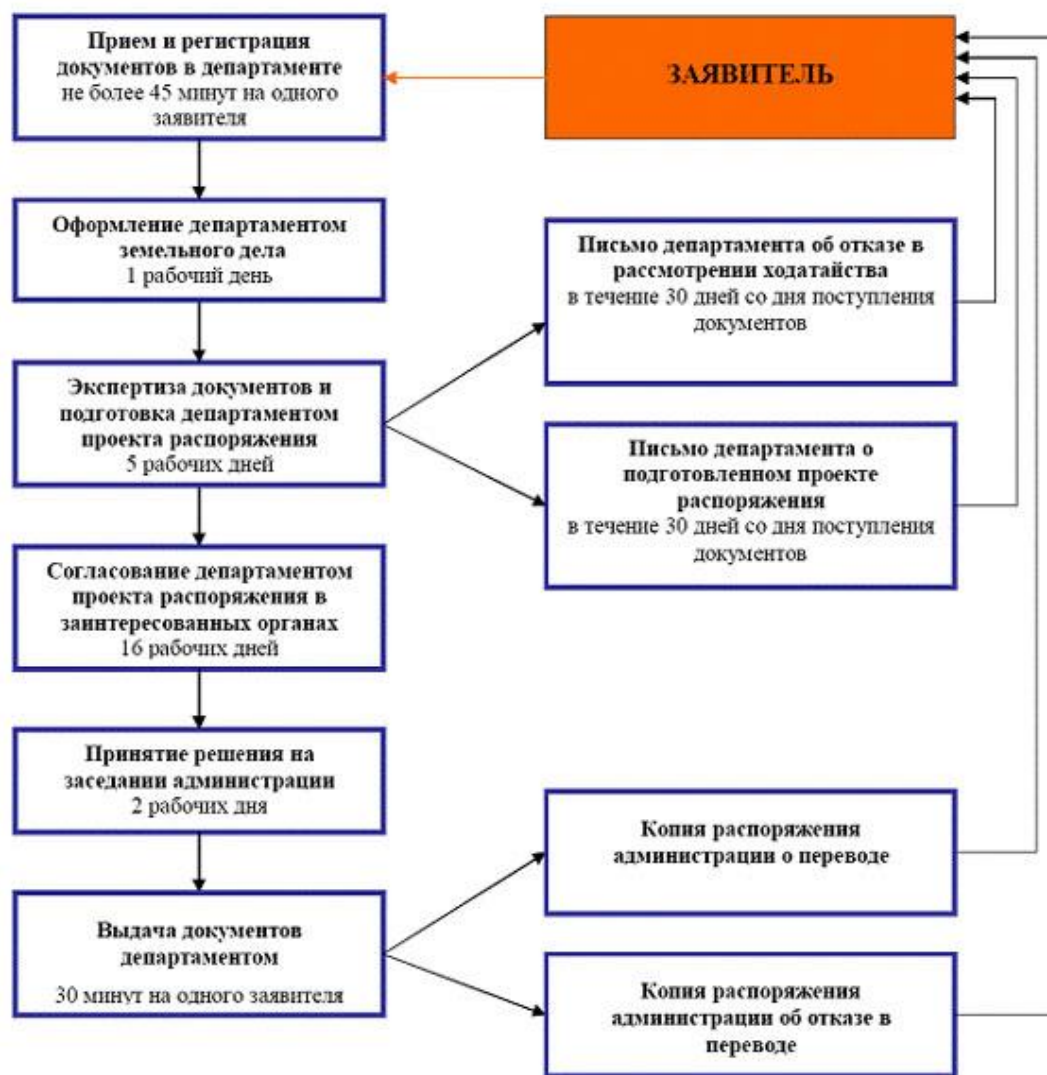 Прием и регистрация
документов в департаменте
не более 45 минут на одного
заявителя
ЗАЯВИТЕЛЬ
Оформление департаментом
земельного дела
1 рабочий день
Письмо департамента об отказе в
рассмотрении ходатайства
в течение 30 дней со дня поступления
документов
Экспертиза документов и
подготовка департаментом
проекта распоряжения
5 рабочих дней
Письмо департамента о
подготовленном проекте
распоряжения
в течение 30 дней со дня поступления
документов
Согласование департаментом
проекта распоряжения в
заинтересованных органах
16 рабочих дней
Принятие решения на
заседании администрации
2 рабочих дня
Копия распоряжения
администрации о переводе
Выдача документов
департаментом
30 минут на одного заявителя
Копия распоряжения
администрации об отказе в
переводе